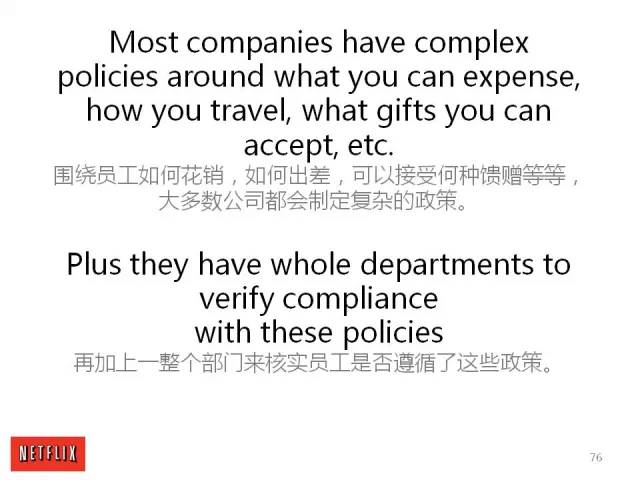 Most companies have complex
policies around what you can expense,
how you travel, what gifts you can
accept, etc.
围绕员工如何花销，如何出差，可以接受何种馈赠等等，
大多数公司都会制定复杂的政策。
Plus they have whole departments to
verify compliance
with these policies
再加上一整个部门来核实员工是否遵循了这些政策。
NETFLIX
76